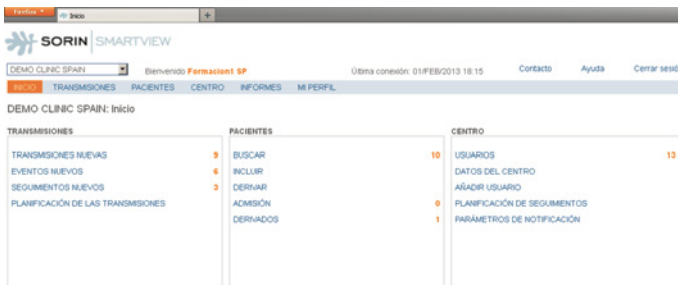 Firefox
Inicio
+
SORIN SMARTVIEW
DEMO CLINIC SPAIN
Bienvenido Formacion1 SP
Última conexión: 01/FEB/2013 18:15
Contacto
Ayuda
Cerrar sesió
INICIO TRANSMISIONES PACIENTES CENTRO INFORMES MI PERFIL
DEMO CLINIC SPAIN: Inicio
TRANSMISIONES
TRANSMISIONES NUEVAS 9
EVENTOS NUEVOS 6
SEGUIMIENTOS NUEVOS 3
PLANIFICACIÓN DE LAS TRANSMISIONES
PACIENTES
BUSCAR 10
INCLUIR
DERIVAR
ADMISIÓN 0
DERIVADOS 1
CENTRO
USUARIOS 13
DATOS DEL CENTRO
AÑADIR USUARIO
PLANIFICACIÓN DE SEGUIMIENTOS
PARÁMETROS DE NOTIFICACIÓN